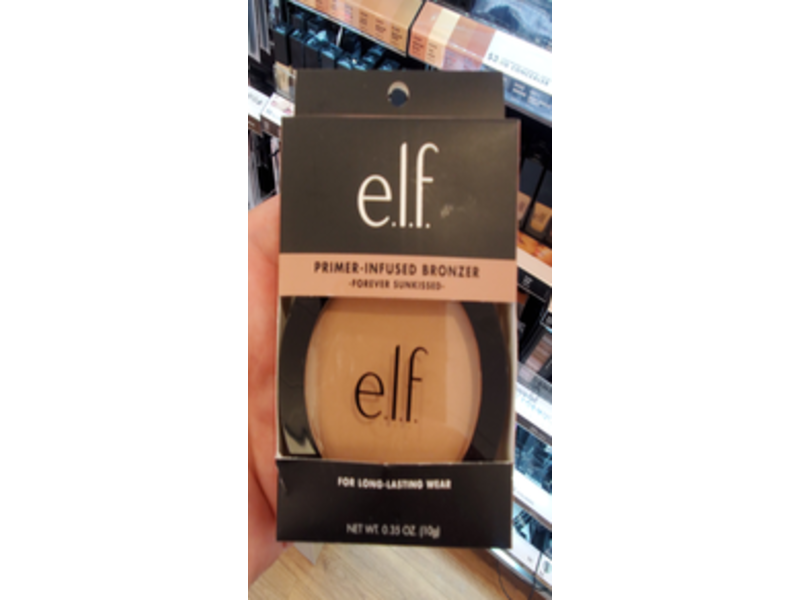 e.l.f.
PRIMER-INFUSED BRONZER
-FOREVER SUNKISSED-
e.l.f.
FOR LONG-LASTING WEAR
NET WT. 0.35 OZ. (10g)